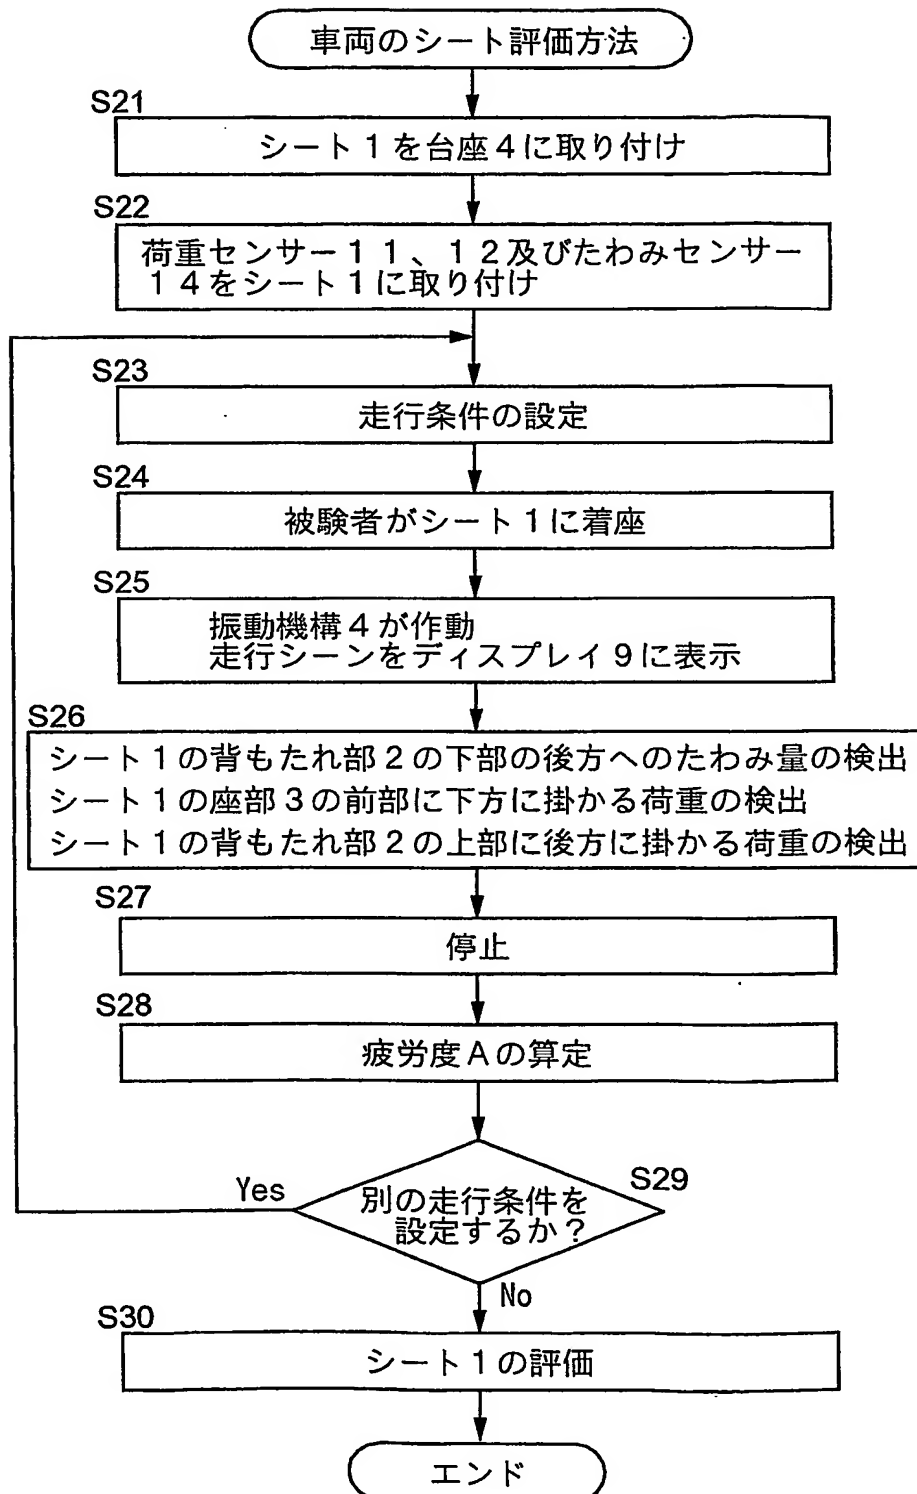 車両のシート評価方法
S21
シート1を台座4に取り付け
S22
荷重センサー11、12及びたわみセンサー
14をシート1に取り付け
S23
走行条件の設定
S24
被験者がシート1に着座
S25
振動機構4が作動
走行シーンをディスプレイ9に表示
S26
シート1の背もたれ部2の下部の後方へのたわみ量の検出
シート1の座部3の前部に下方に掛かる荷重の検出
シート1の背もたれ部2の上部に後方に掛かる荷重の検出
S27
停止
S28
疲労度Aの算定
S29
Yes
別の走行条件を
設定するか?
No
S30
シート1の評価
エンド